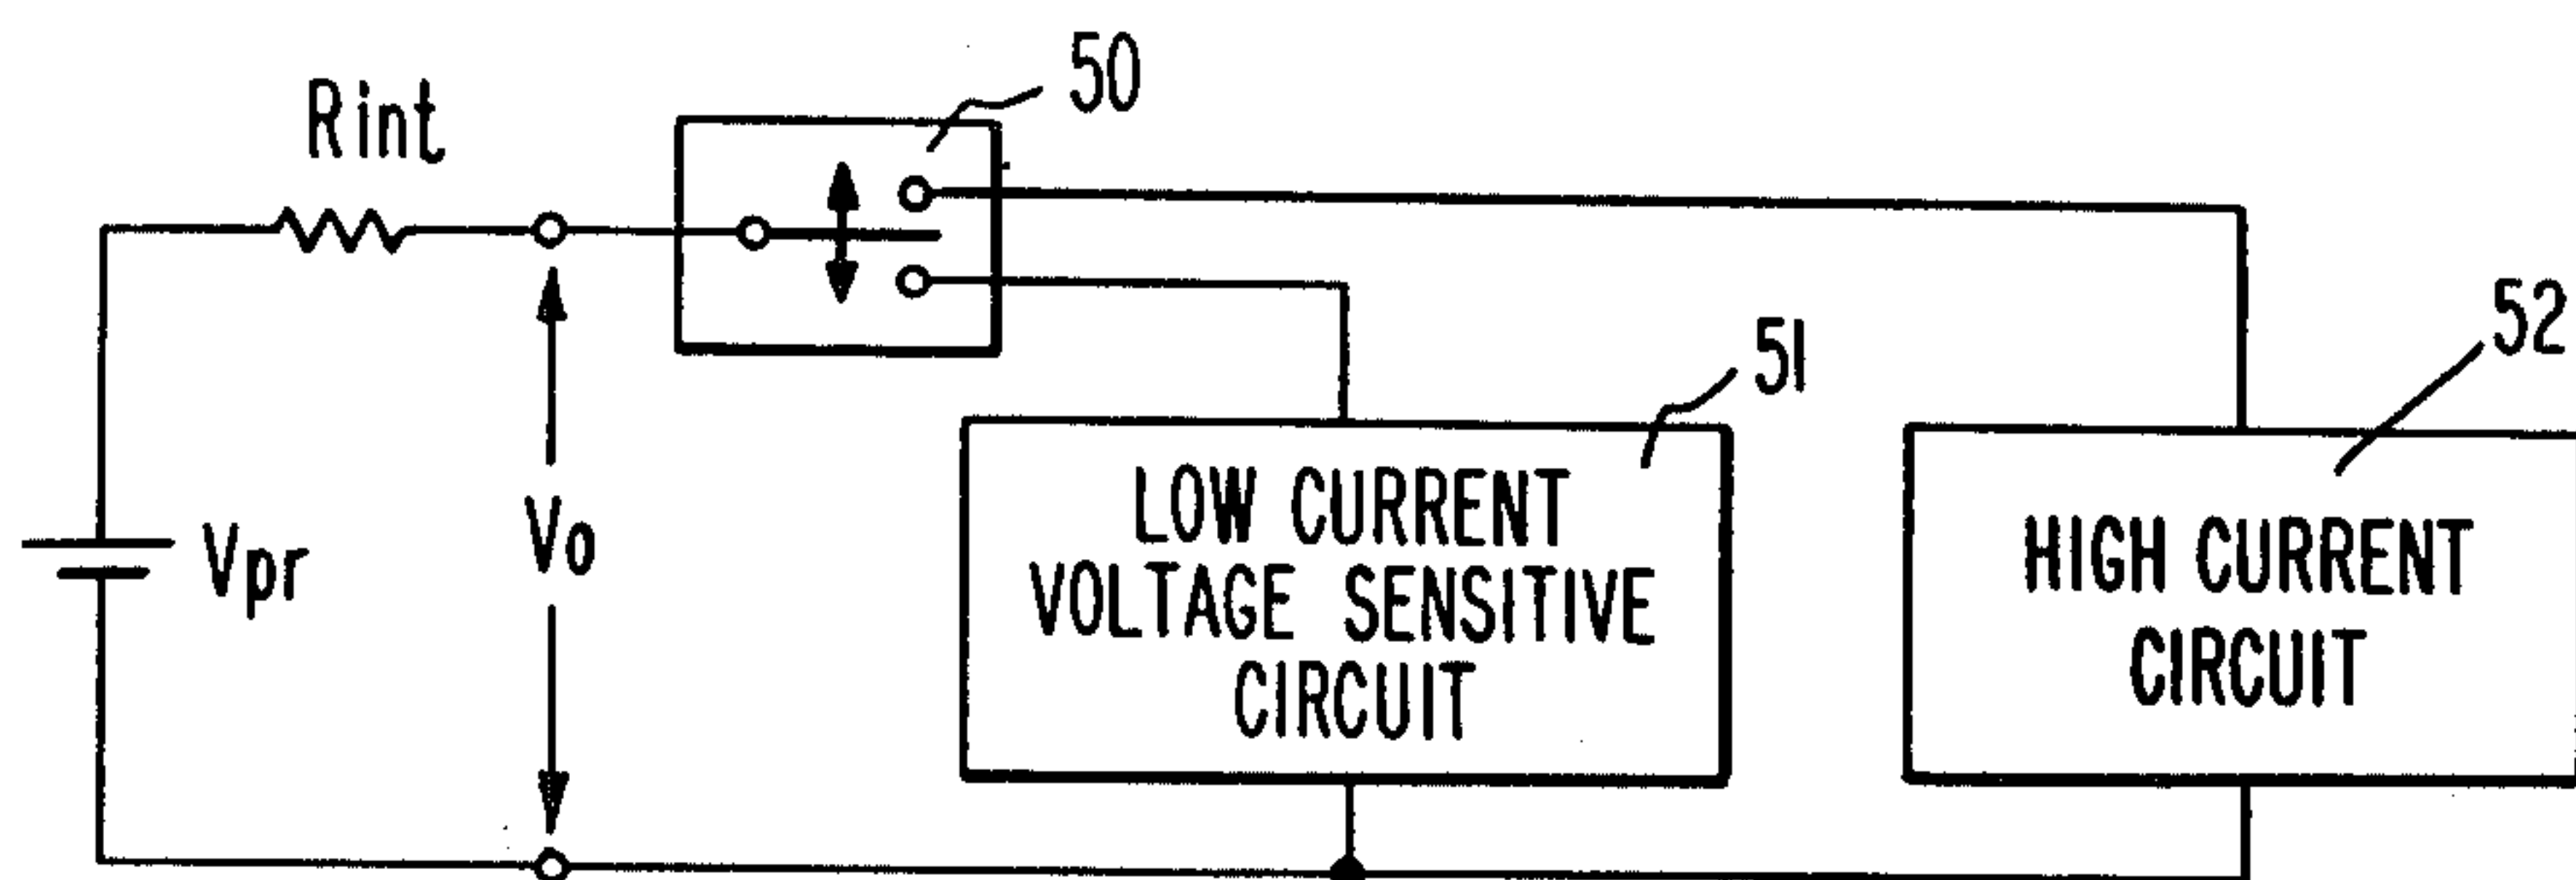 50
Rint
52
51
Vpr
Vo
LOW CURRENT
VOLTAGE SENSITIVE
CIRCUIT
HIGH CURRENT
CIRCUIT